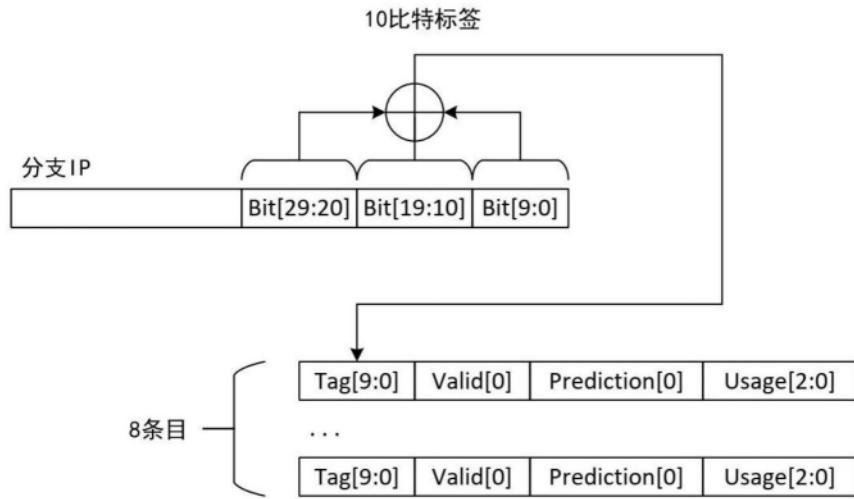 10比特标签
分支IP
Bit[29:20] Bit[19:10] Bit[9:0]
Tag[9:0] Valid[0] Prediction[0] Usage[2:0]
8条目
...
Tag[9:0] Valid[0] Prediction[0] Usage[2:0]